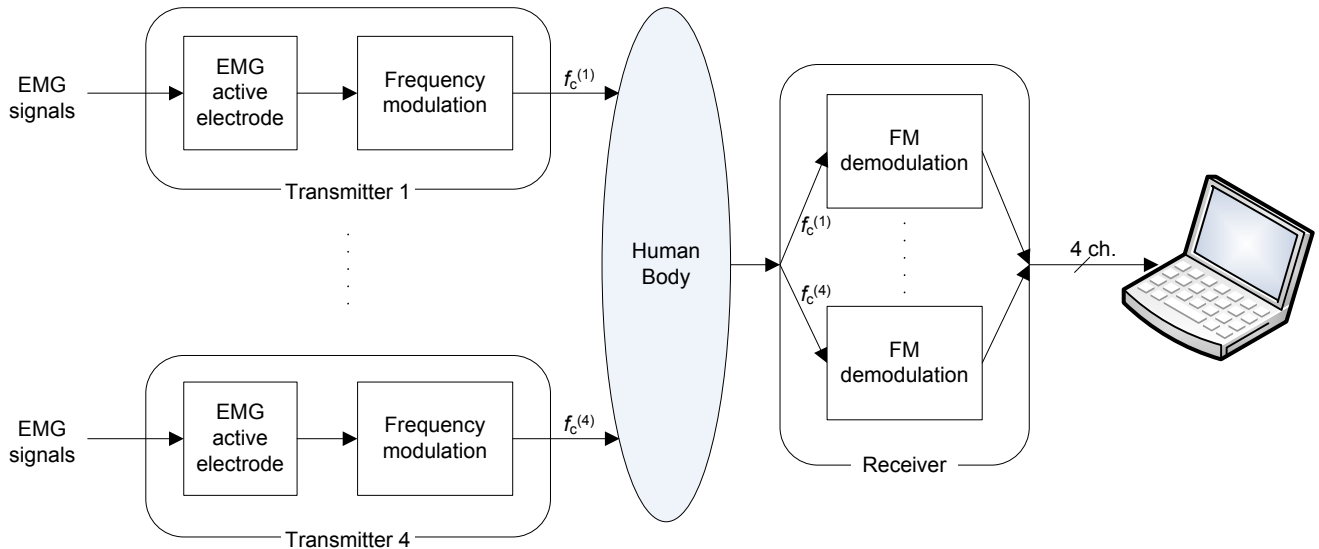 EMG
signals
EMG
active
electrode
Frequency
modulation
fc(1)
Transmitter 1
EMG
signals
EMG
active
electrode
Frequency
modulation
fc(4)
Transmitter 4
Human
Body
FM
demodulation
fc(1)
fc(4)
FM
demodulation
Receiver
4 ch.